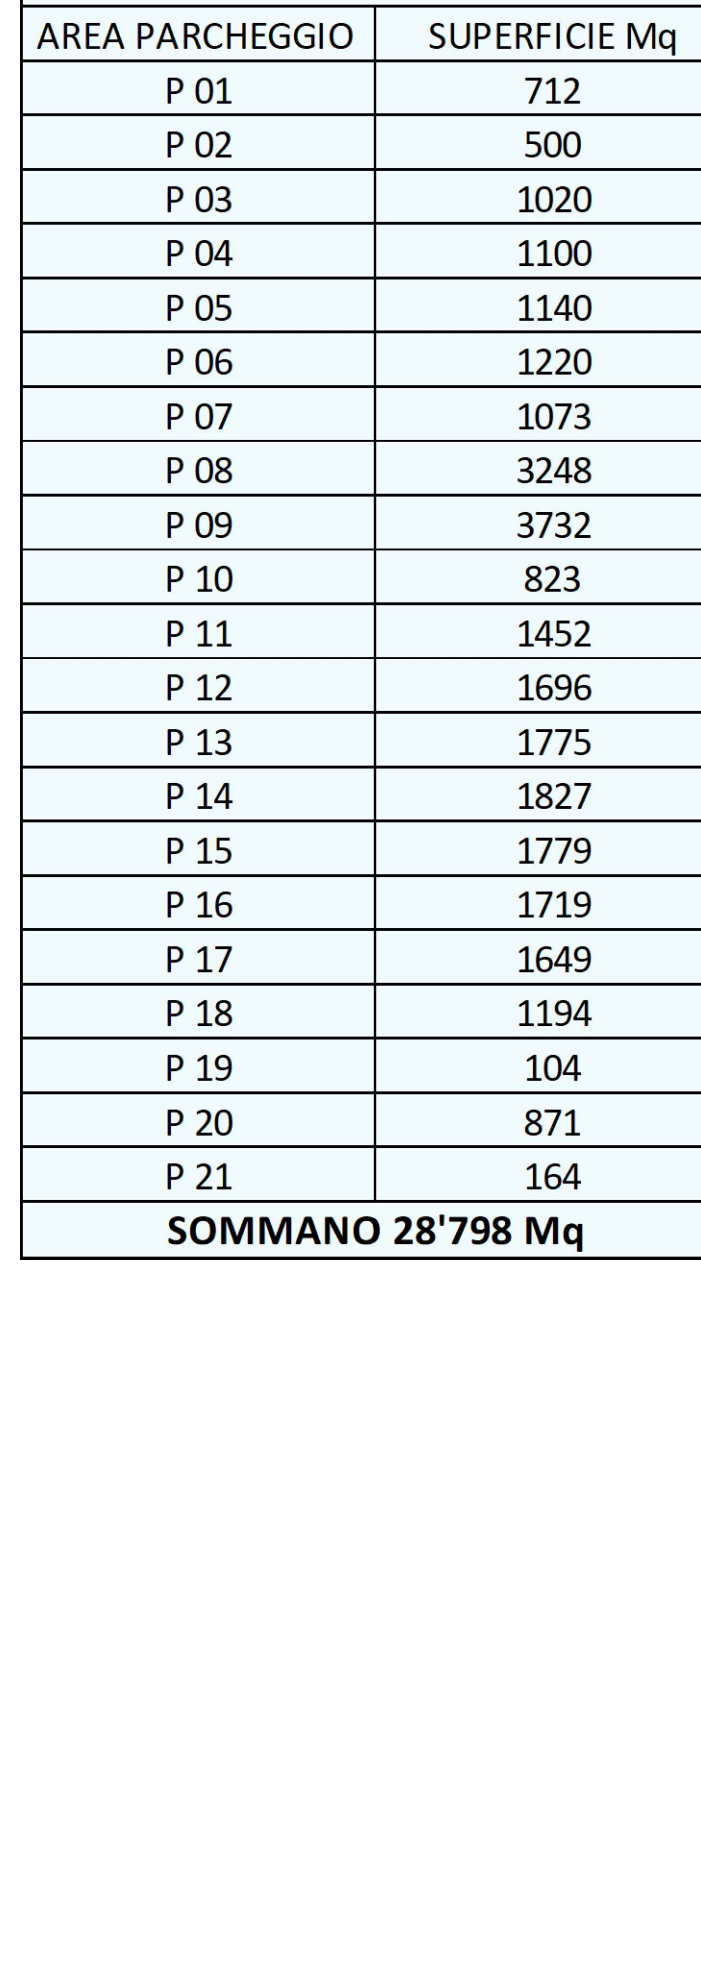 AREA PARCHEGGIO SUPERFICIE Mq
P 01 712
P 02 500
P 03 1020
P 04 1100
P 05 1140
P 06 1220
P 07 1073
P 08 3248
P 09 3732
P 10 823
P 11 1452
P 12 1696
P 13 1775
P 14 1827
P 15 1779
P 16 1719
P 17 1649
P 18 1194
P 19 104
P 20 871
P 21 164
SOMMANO 28'798 Mq